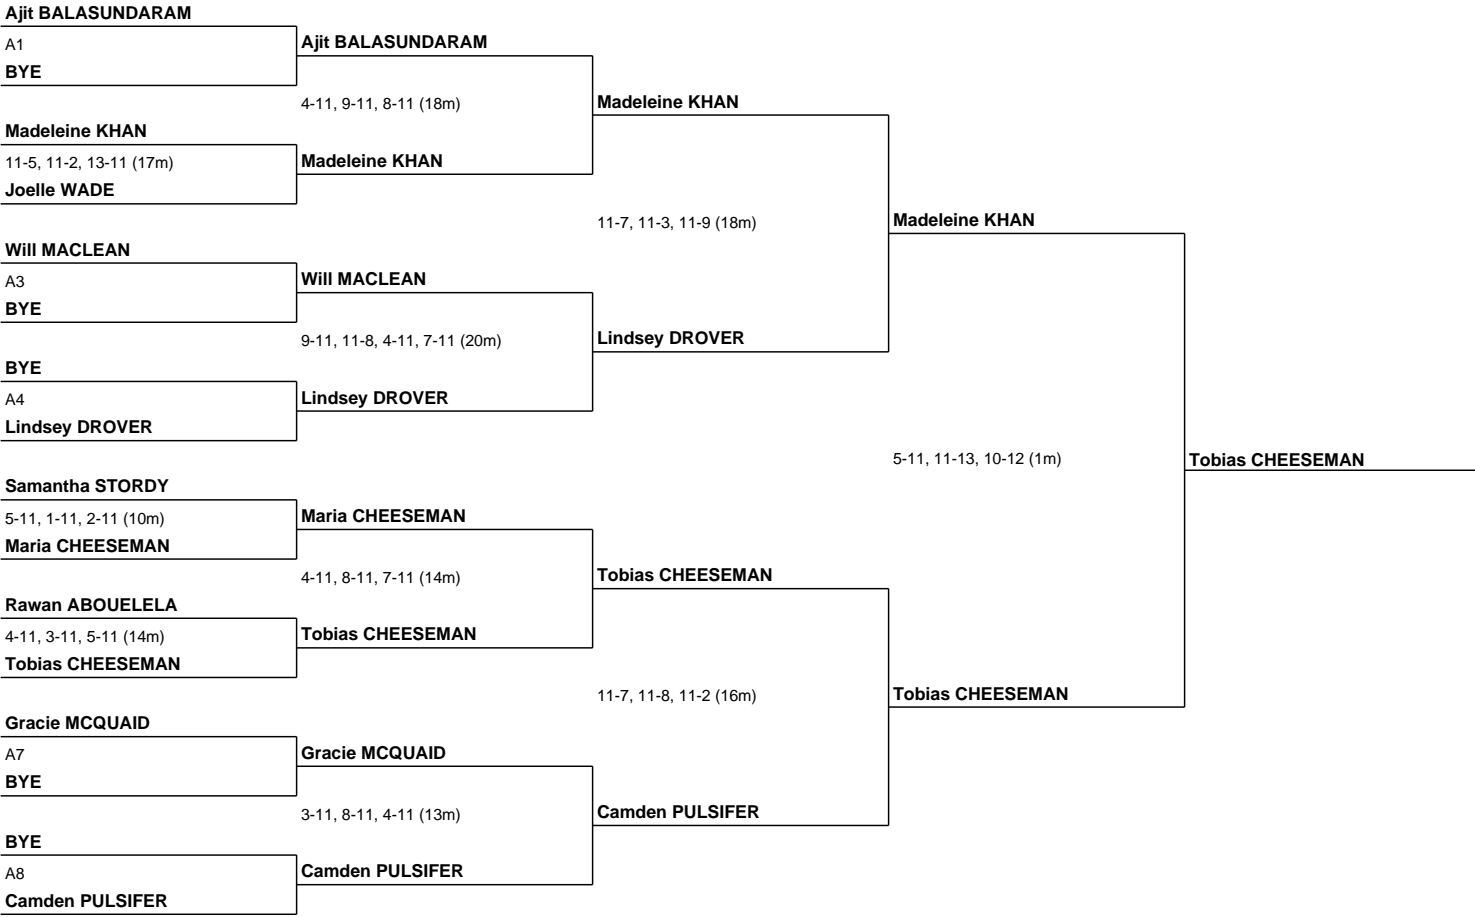 Ajit BALASUNDARAM
A1
BYE
Madeleine KHAN
11-5, 11-2, 13-11 (17m)
Joelle WADE
Will MACLEAN
A3
BYE
BYE
A4
Lindsey DROVER
Samantha STORDY
5-11, 1-11, 2-11 (10m)
Maria CHEESEMAN
Rawan ABOUELELA
4-11, 3-11, 5-11 (14m)
Tobias CHEESEMAN
Gracie MCQUAID
A7
BYE
BYE
A8
Camden PULSIFER
Ajit BALASUNDARAM
4-11, 9-11, 8-11 (18m)
Madeleine KHAN
Will MACLEAN
9-11, 11-8, 4-11, 7-11 (20m)
Lindsey DROVER
Maria CHEESEMAN
4-11, 8-11, 7-11 (14m)
Tobias CHEESEMAN
Gracie MCQUAID
3-11, 8-11, 4-11 (13m)
Camden PULSIFER
Madeleine KHAN
11-7, 11-3, 11-9 (18m)
Lindsey DROVER
Tobias CHEESEMAN
11-7, 11-8, 11-2 (16m)
Camden PULSIFER
Madeleine KHAN
5-11, 11-13, 10-12 (1m)
Tobias CHEESEMAN
Tobias CHEESEMAN